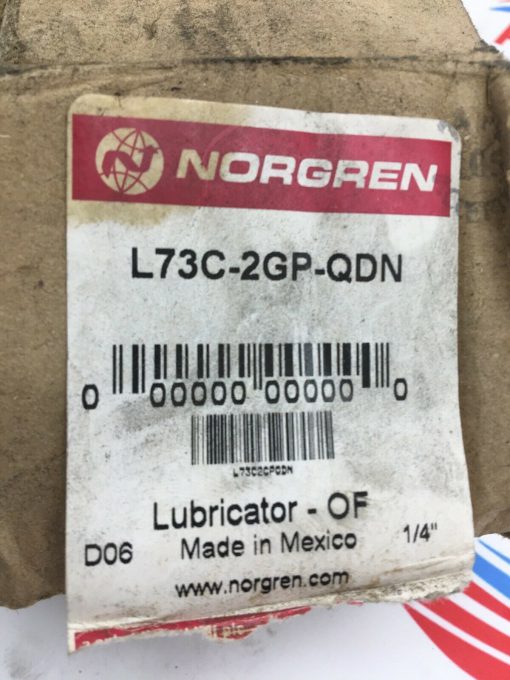 NORGREN
L73C-2GP-QDN
0 00000 00000 0
Lubricator - OF
D06 Made in Mexico 1/4"
www.norgren.com